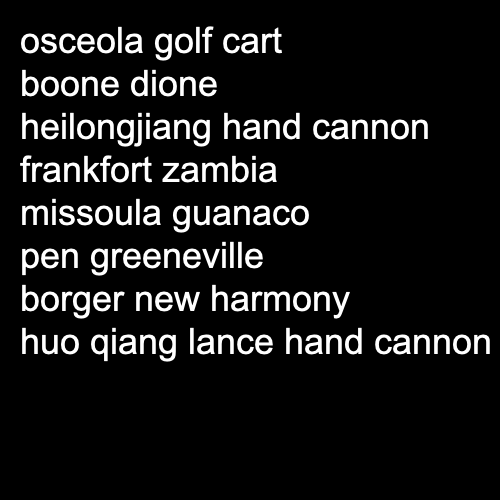 osceola golf cart
boone dione
heilongjiang hand cannon
frankfort zambia
missoula guanaco
pen greeneville
borger new harmony
huo qiang lance hand cannon